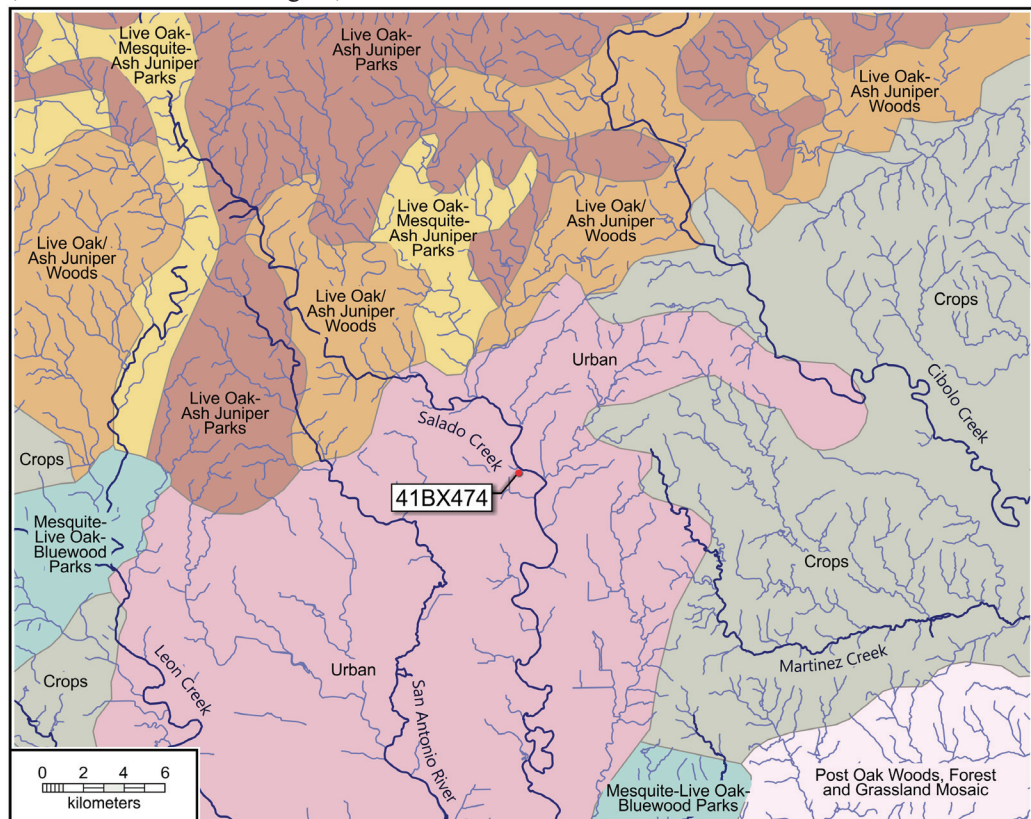 Live Oak-
Mesquite-
Ash Juniper
Parks
Live Oak-
Ash Juniper
Parks
Live Oak-
Ash Juniper
Woods
Live Oak-
Mesquite-
Ash Juniper
Parks
Live Oak/
Ash Juniper
Woods
Live Oak/
Ash Juniper
Woods
Live Oak/
Ash Juniper
Woods
Crops
Urban
Cibolo Creek
Live Oak-
Ash Juniper
Parks
Salado Creek
Crops
41BX474
Mesquite-
Live Oak-
Bluewood
Parks
Crops
Crops
Leon Creek
Urban
San Antonio River
Martinez Creek
0 2 4 6
kilometers
Mesquite-Live Oak-
Bluewood Parks
Post Oak Woods, Forest
and Grassland Mosaic